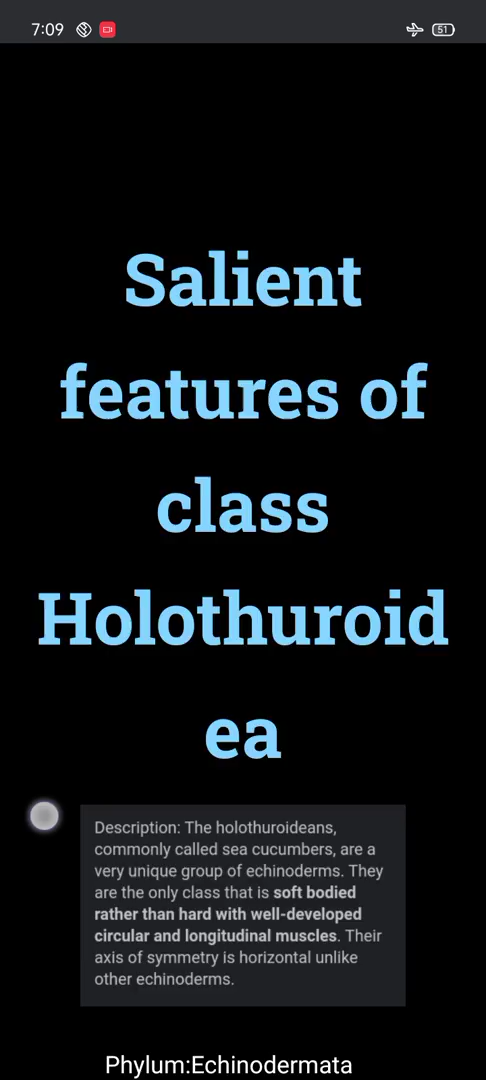 7:09
51
Salient
features of
class
Holothuroid
ea
Description: The holothuroideans,
commonly called sea cucumbers, are a
very unique group of echinoderms. They
are the only class that is soft bodied
rather than hard with well-developed
circular and longitudinal muscles. Their
axis of symmetry is horizontal unlike
other echinoderms.
Phylum:Echinodermata